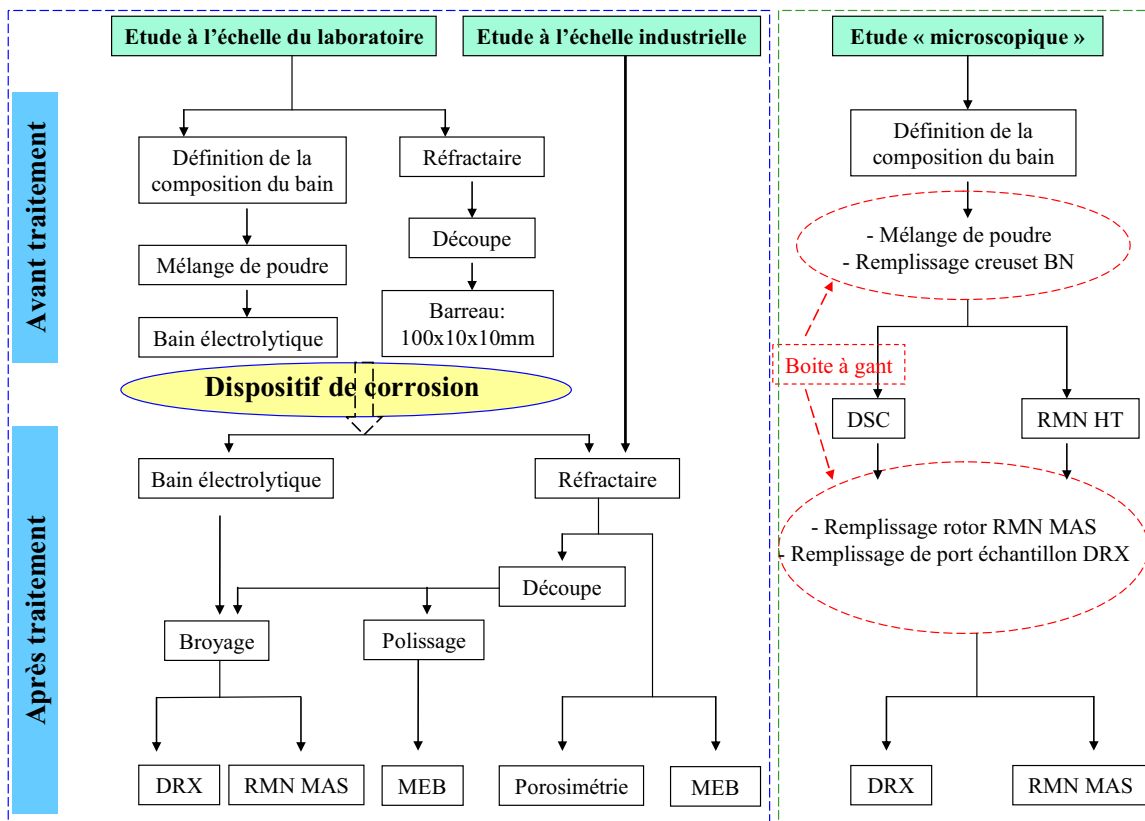 Etude à l'échelle du laboratoire
Etude à l'échelle industrielle
Etude « microscopique »
Avant traitement
Définition de la
composition du bain
Réfractaire
Mélange de poudre
Découpe
Bain électrolytique
Barreau:
100x10x10mm
Dispositif de corrosion
Définition de la
composition du bain
- Mélange de poudre
- Remplissage creuset BN
Boite à gant
DSC
RMN HT
Après traitement
Bain électrolytique
Réfractaire
Découpe
Broyage
Polissage
DRX
RMN MAS
MEB
Porosimétrie
MEB
- Remplissage rotor RMN MAS
- Remplissage de port échantillon DRX
DRX
RMN MAS